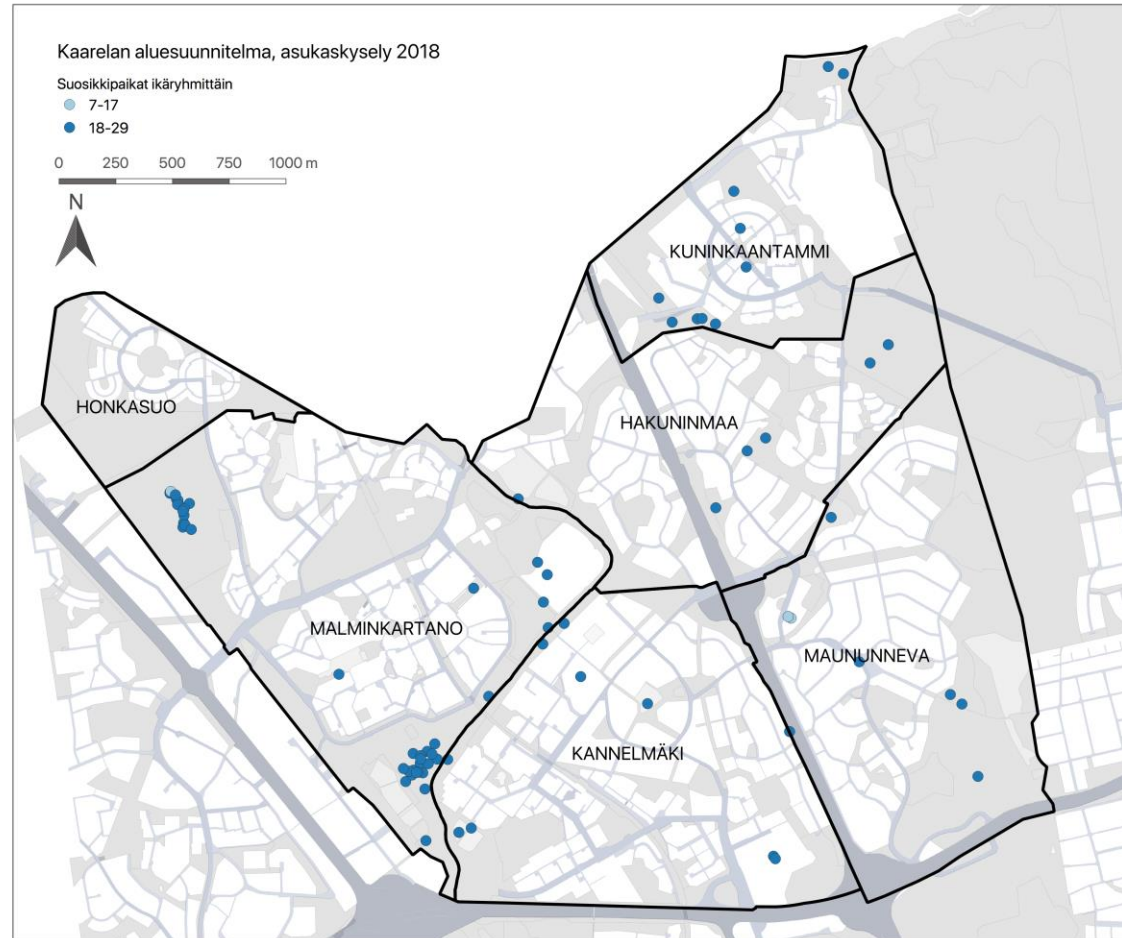 Kaarelan aluesuunnitelma, asukaskysely 2018
Suosikkipaikat ikäryhmittäin
7-17
18-29
0 250 500 750 1000 m
N
KUNINKAANTAMMI
HONKASUO
HAKUNINMAA
MALMINKARTANO
MAUNUNNEVA
KANNELMÄKI